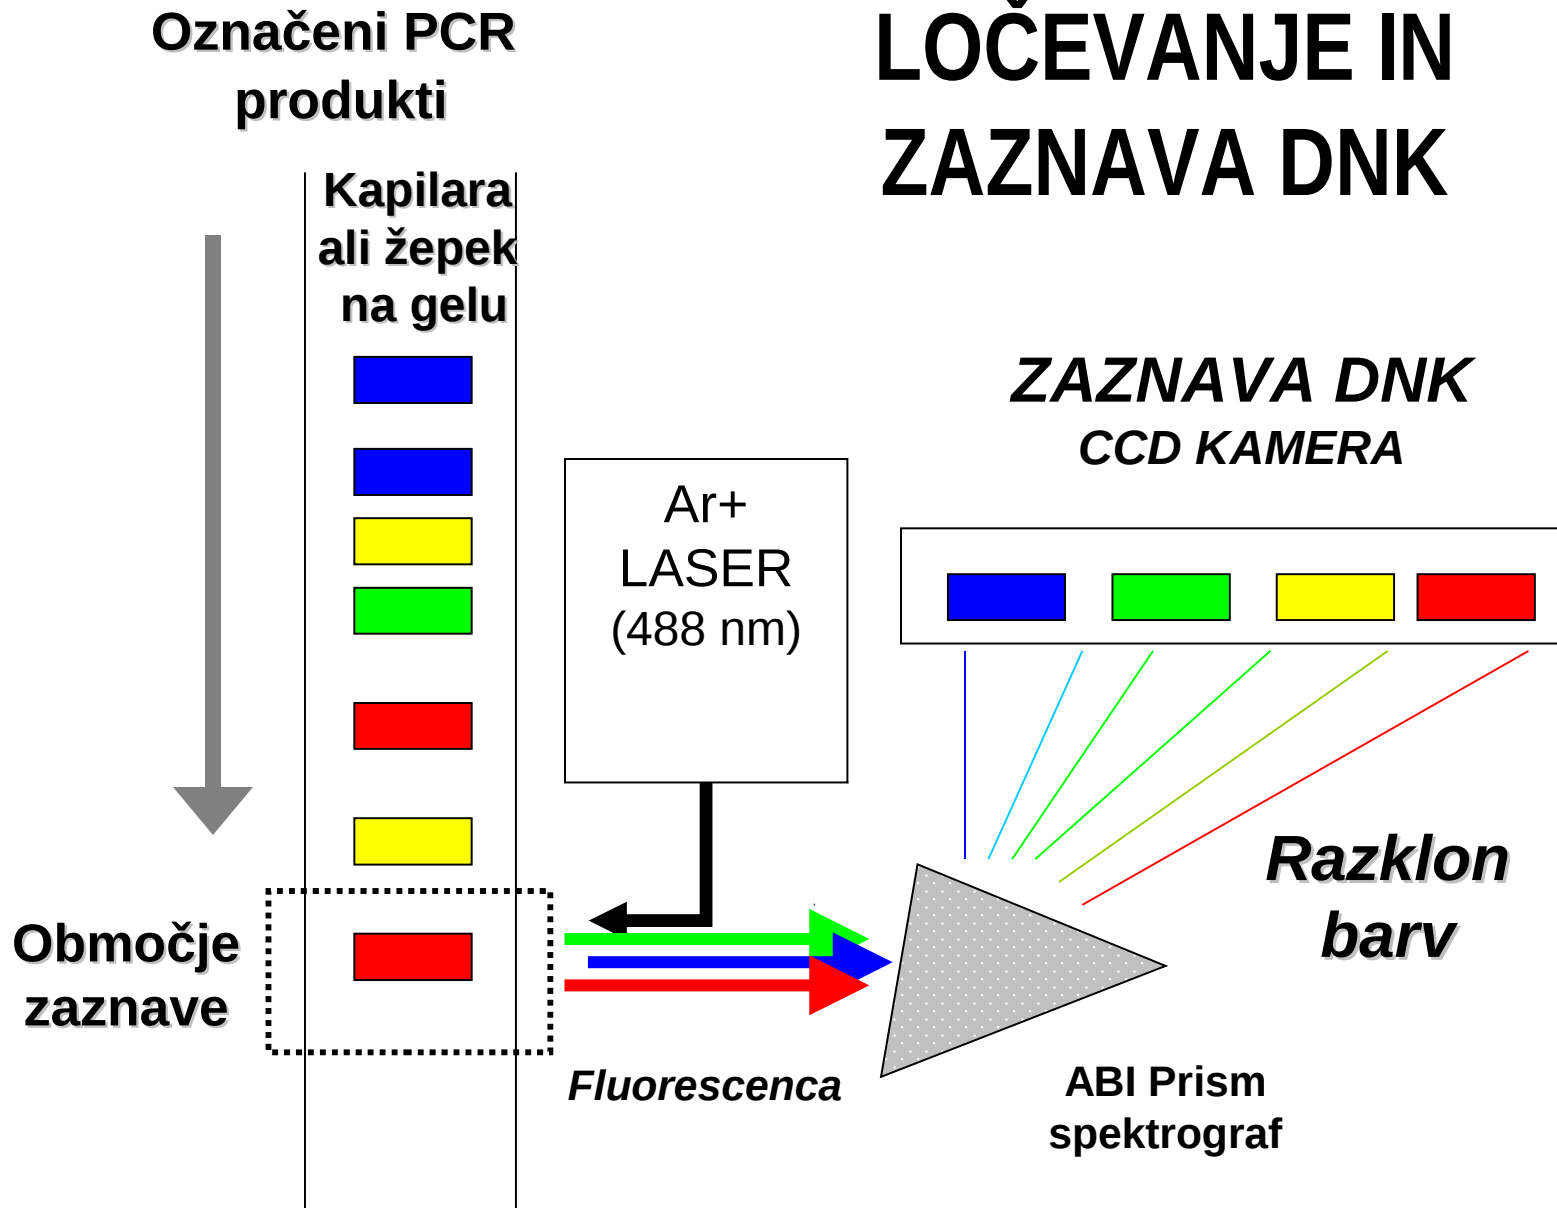 Označeni PCR
produkti
LOČEVANJE IN
ZAZNAVA DNK
Kapilara
ali žepek
na gelu
ZAZNAVA DNK
CCD KAMERA
Ar+
LASER
(488 nm)
Razklon
barv
Območje
zaznave
Fluorescenca
ABI Prism
spektrograf